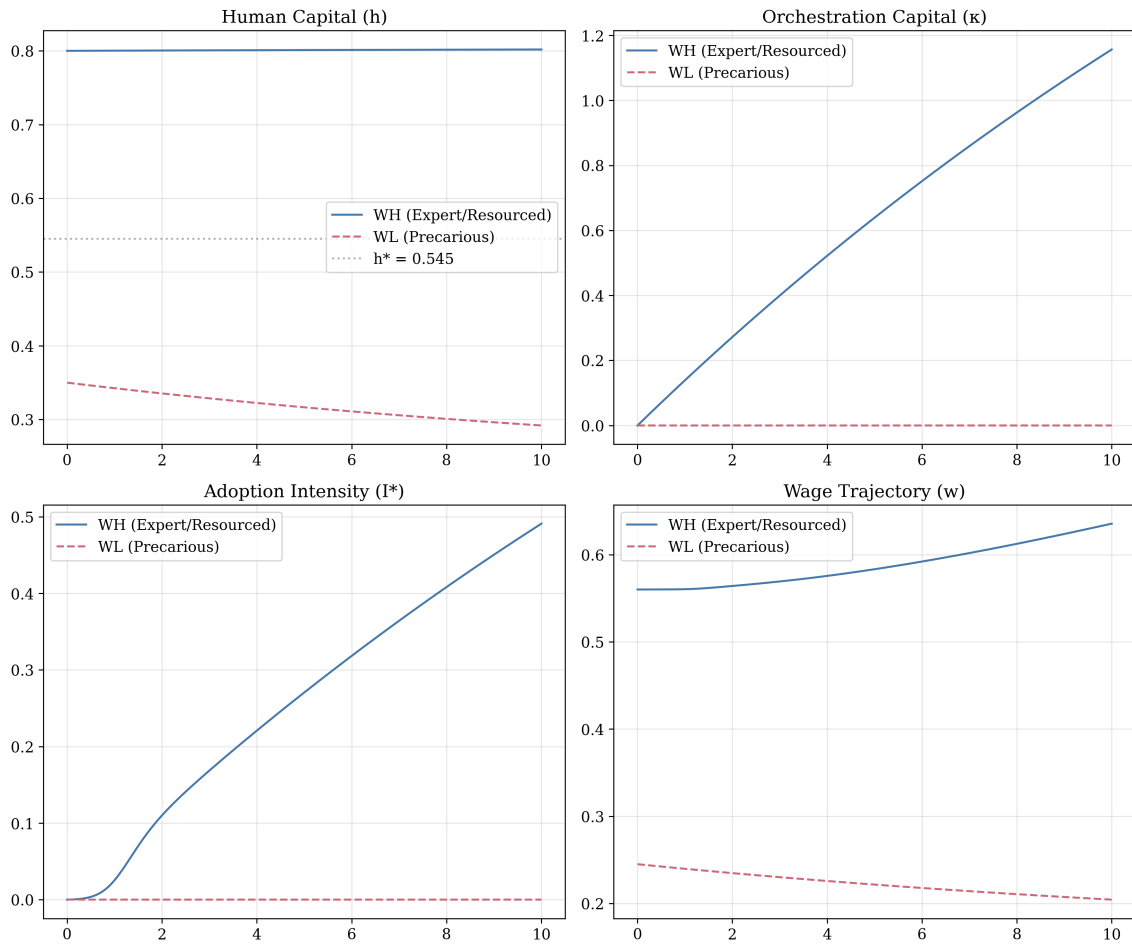 Human Capital (h)
0.8
0.7
0.6
0.5
0.4
0.3
WH (Expert/Resourced)
WL (Precarious)
h* = 0.545
0 2 4 6 8 10
Orchestration Capital (κ)
1.2
1.0
0.8
0.6
0.4
0.2
0.0
WH (Expert/Resourced)
WL (Precarious)
0 2 4 6 8 10
Adoption Intensity (I*)
0.5
0.4
0.3
0.2
0.1
0.0
WH (Expert/Resourced)
WL (Precarious)
0 2 4 6 8 10
Wage Trajectory (w)
0.6
0.5
0.4
0.3
0.2
WH (Expert/Resourced)
WL (Precarious)
0 2 4 6 8 10